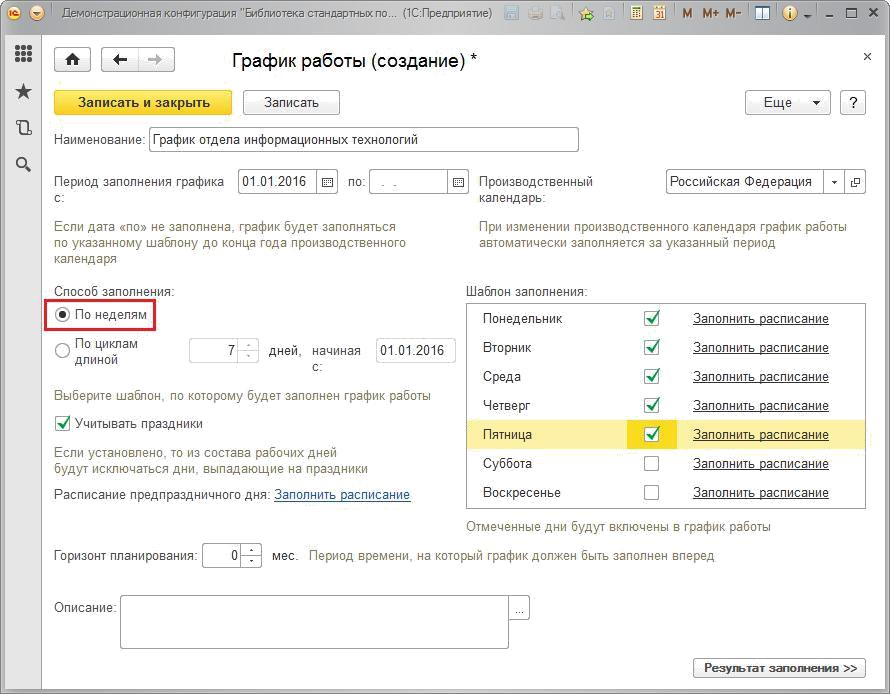 Демонстрационная конфигурация "Библиотека стандартных по... (1С:Предприятие)
M M+ M-
График работы (создание) *
Записать и закрыть
Записать
Еще
?
Наименование: График отдела информационных технологий
Период заполнения графика с: 01.01.2016 по: . .
Производственный календарь: Российская Федерация
Если дата «по» не заполнена, график будет заполняться
по указанному шаблону до конца года производственного
календаря
При изменении производственного календаря график работы
автоматически заполняется за указанный период
Способ заполнения:
По неделям
По циклам длиной 7 дней, начиная с: 01.01.2016
Выберите шаблон, по которому будет заполнен график работы
Учитывать праздники
Если установлено, то из состава рабочих дней
будут исключаться дни, выпадающие на праздники
Расписание предпраздничного дня: Заполнить расписание
Шаблон заполнения:
Понедельник Заполнить расписание
Вторник Заполнить расписание
Среда Заполнить расписание
Четверг Заполнить расписание
Пятница Заполнить расписание
Суббота Заполнить расписание
Воскресенье Заполнить расписание
Отмеченные дни будут включены в график работы
Горизонт планирования: 0 мес. Период времени, на который график должен быть заполнен вперед
Описание:
...
Результат заполнения >>